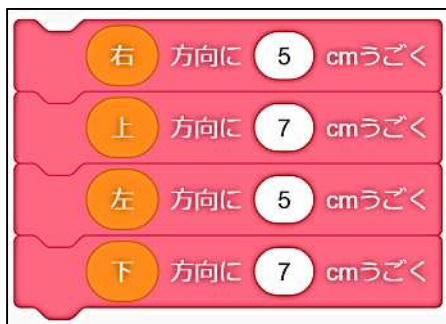 右 方向に 5 cmうごく
上 方向に 7 cmうごく
左 方向に 5 cmうごく
下 方向に 7 cmうごく